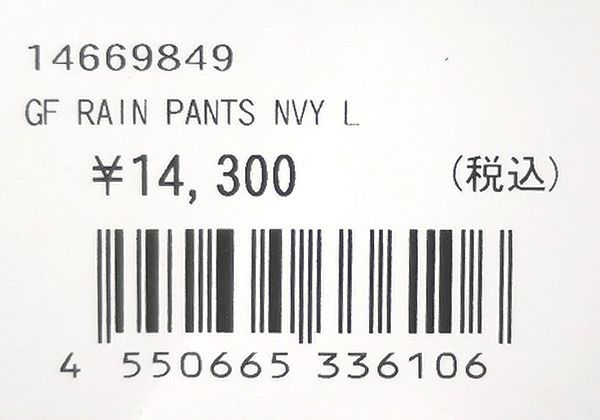 14669849
GF RAIN PANTS NVY L
¥14,300 (税込)
4 550665 336106